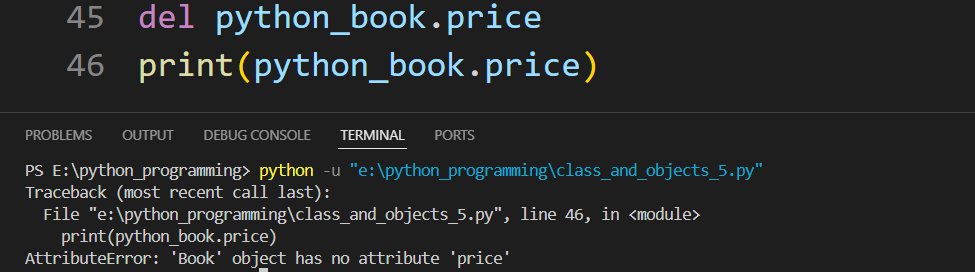 45 del python_book.price
46 print(python_book.price)
PROBLEMS OUTPUT DEBUG CONSOLE TERMINAL PORTS
PS E:\python_programming> python -u "e:\python_programming\class_and_objects_5.py"
Traceback (most recent call last):
  File "e:\python_programming\class_and_objects_5.py", line 46, in <module>
    print(python_book.price)
AttributeError: 'Book' object has no attribute 'price'